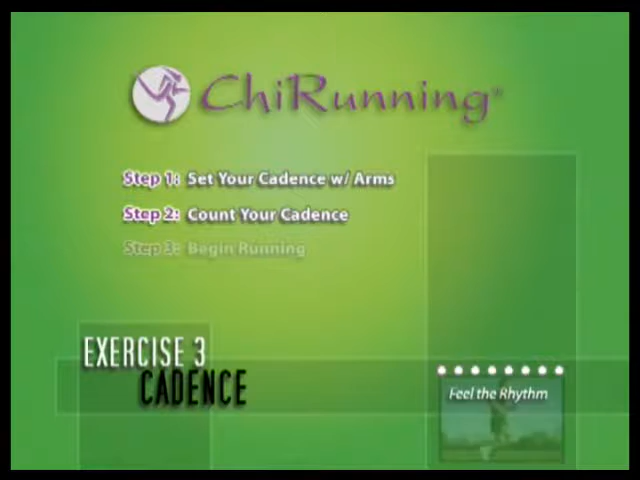 ChiRunning®
Step 1: Set Your Cadence w/ Arms
Step 2: Count Your Cadence
Step 3: Begin Running
EXERCISE 3
CADENCE
Feel the Rhythm